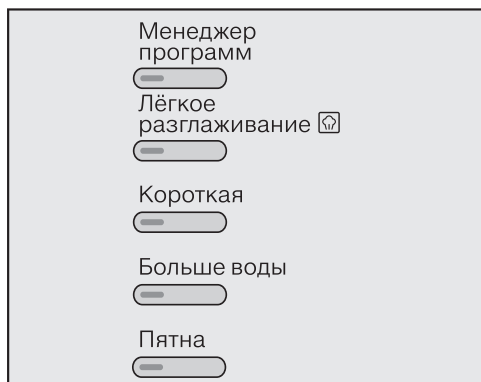 Менеджер
программ
Лёгкое
разглаживание
Короткая
Больше воды
Пятна